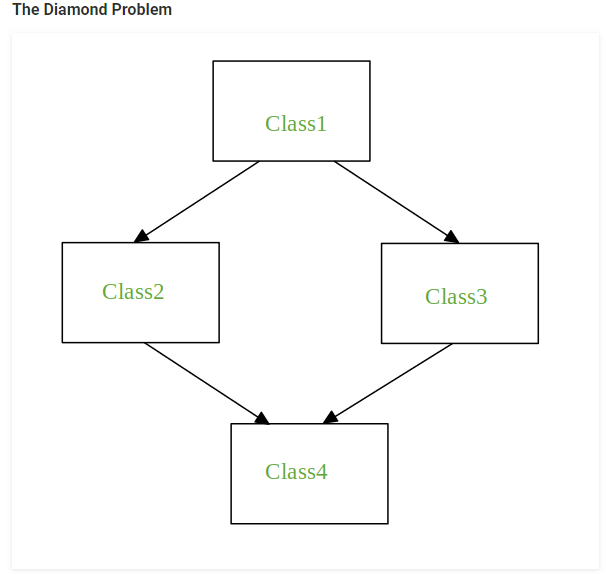 The Diamond Problem
Class1
Class2
Class3
Class4